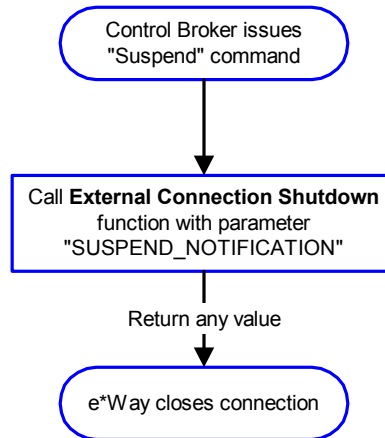 Control Broker issues
"Suspend" command
Call External Connection Shutdown
function with parameter
"SUSPEND_NOTIFICATION"
Return any value
e*Way closes connection